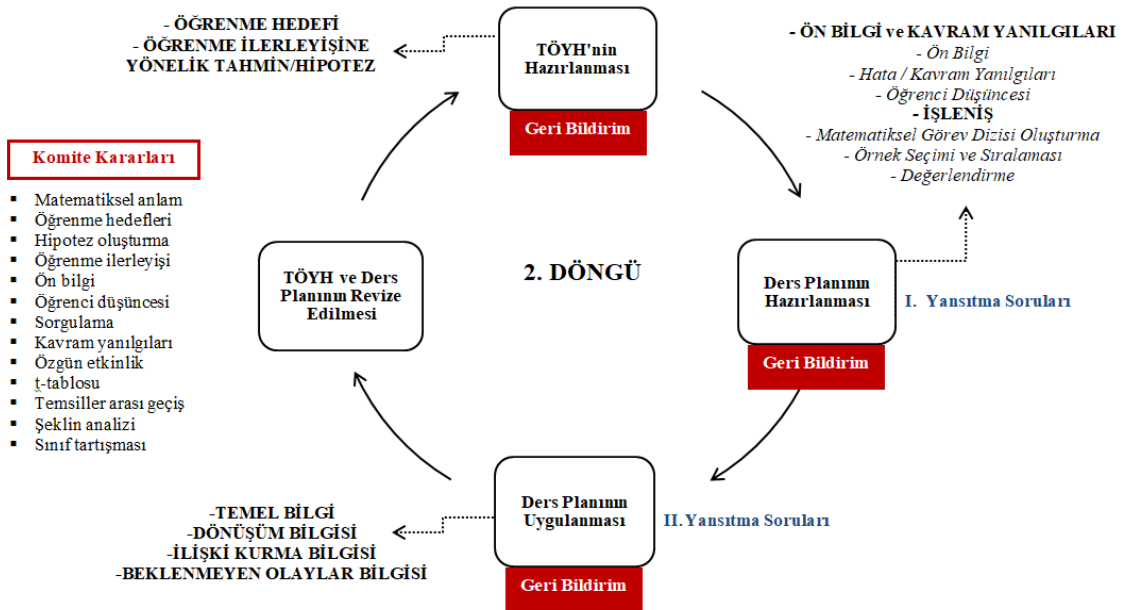 - ÖĞRENME HEDEFİ
- ÖĞRENME İLERLEYİŞİNE
YÖNELİK TAHMİN/HİPOTEZ
TÖYH'nin
Hazırlanması
Geri Bildirim
- ÖN BİLGİ ve KAVRAM YANILGILARI
- Ön Bilgi
- Hata / Kavram Yanılgıları
- Öğrenci Düşüncesi
- İŞLENİŞ
- Matematiksel Görev Dizisi Oluşturma
- Örnek Seçimi ve Sıralaması
- Değerlendirme
Komite Kararları
▪ Matematiksel anlam
▪ Öğrenme hedefleri
▪ Hipotez oluşturma
▪ Öğrenme ilerleyişi
▪ Ön bilgi
▪ Öğrenci düşüncesi
▪ Sorgulama
▪ Kavram yanılgıları
▪ Özgün etkinlik
▪ t-tablosu
▪ Temsiller arası geçiş
▪ Şeklin analizi
▪ Sınıf tartışması
TÖYH ve Ders
Planının Revize
Edilmesi
2. DÖNGÜ
Ders Planının
Hazırlanması
I. Yansıtma Soruları
Geri Bildirim
-TEMEL BİLGİ
-DÖNÜŞÜM BİLGİSİ
-İLİŞKİ KURMA BİLGİSİ
-BEKLENMEYEN OLAYLAR BİLGİSİ
Ders Planının
Uygulanması
II.Yansıtma Soruları
Geri Bildirim